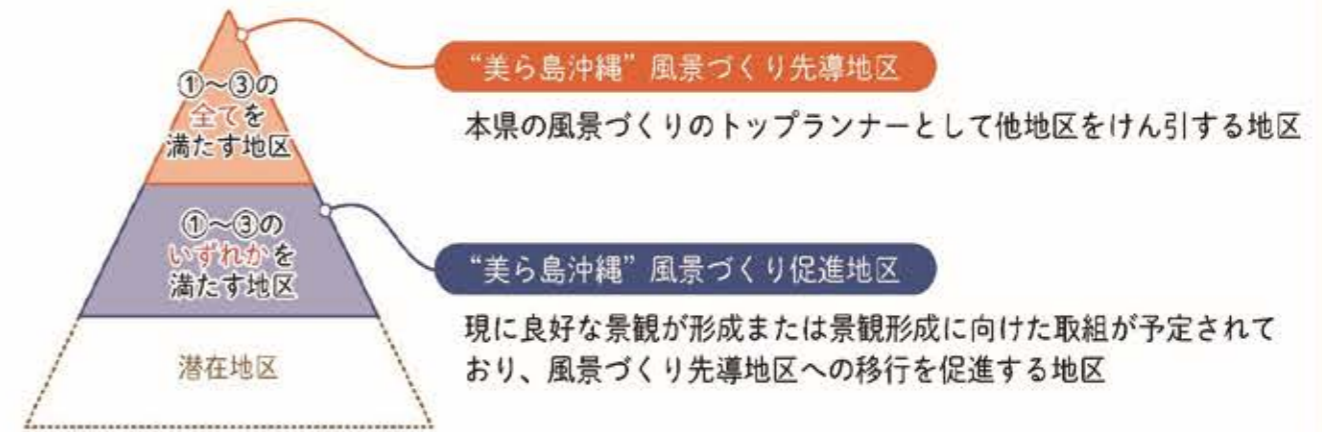 ①～③の
全てを
満たす地区
“美ら島沖縄”風景づくり先導地区
本県の風景づくりのトップランナーとして他地区をけん引する地区
①～③の
いずれかを
満たす地区
“美ら島沖縄”風景づくり促進地区
現に良好な景観が形成または景観形成に向けた取組が予定されて
おり、風景づくり先導地区への移行を促進する地区
潜在地区